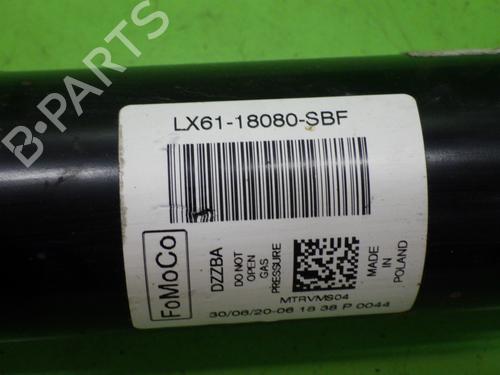 LX61-18080-SBF
FoMoCo
DZZBA
DO NOT
OPEN
GAS
PRESSURE
MADE IN
POLAND
MTRVMS04
30/06/20-06 18 38 P 0044
B-PARTS